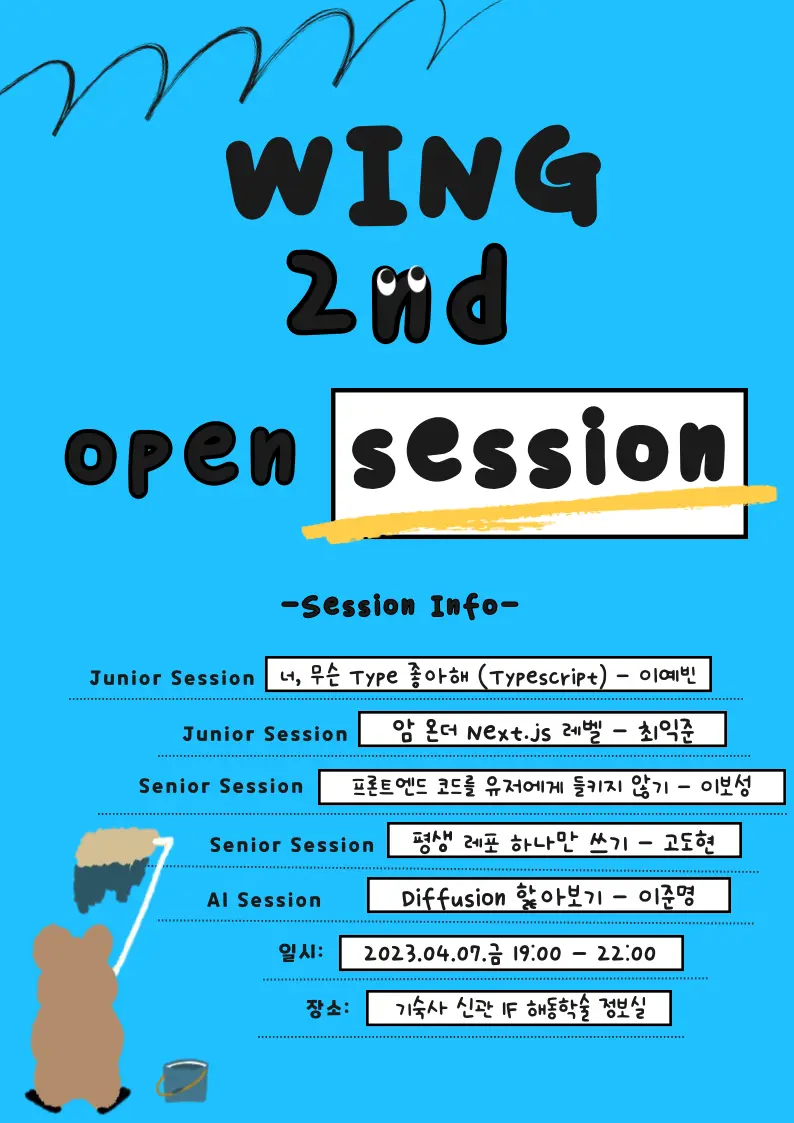 WING
2nd
open session
-Session Info-
Junior Session 너, 무슨 Type 좋아해 (Typescript) - 이예빈
Junior Session 암 온더 Next.js 레벨 - 최익준
Senior Session 프론트엔드 코드를 유저에게 들키지 않기 - 이보성
Senior Session 평생 레포 하나만 쓰기 - 고도현
AI Session Diffusion 핥아보기 - 이준명
일시: 2023.04.07.금 19:00 - 22:00
장소: 기숙사 신관 1F 해동학술 정보실